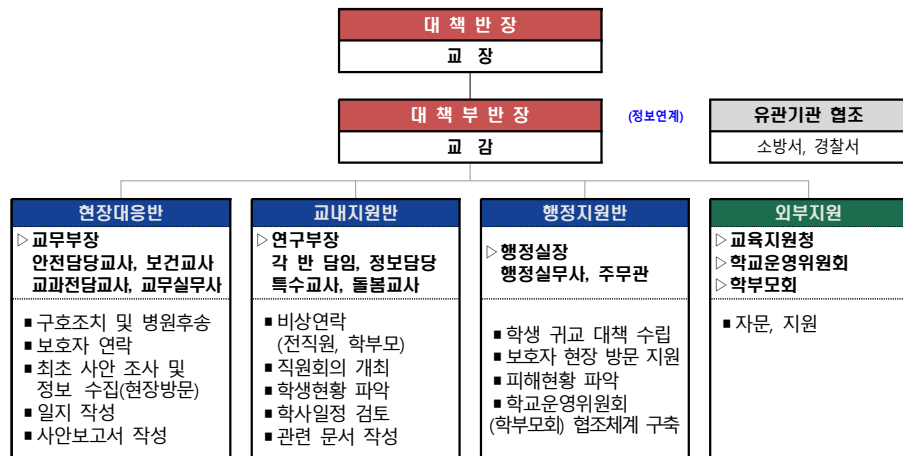 대 책 반 장
교 장
대 책 부 반 장
교 감
(정보연계)
유관기관 협조
소방서, 경찰서
현장대응반
▷교무부장
안전담당교사, 보건교사
교과전담교사, 교무실무사
■ 구호조치 및 병원후송
■ 보호자 연락
■ 최초 사안 조사 및
정보 수집(현장방문)
■ 일지 작성
■ 사안보고서 작성
교내지원반
▷연구부장
각 반 담임, 정보담당
특수교사, 돌봄교사
■ 비상연락
(전직원, 학부모)
■ 직원회의 개최
■ 학생현황 파악
■ 학사일정 검토
■ 관련 문서 작성
행정지원반
▷행정실장
행정실무사, 주무관
■ 학생 귀교 대책 수립
■ 보호자 현장 방문 지원
■ 피해현황 파악
■ 학교운영위원회
(학부모회) 협조체계 구축
외부지원
▷교육지원청
▷학교운영위원회
▷학부모회
■ 자문, 지원